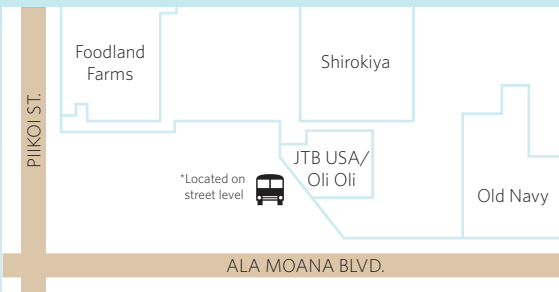 Foodland
Farms
Shirokiya
PIIKOI ST.
JTB USA/
Oli Oli
*Located on
street level
Old Navy
ALA MOANA BLVD.